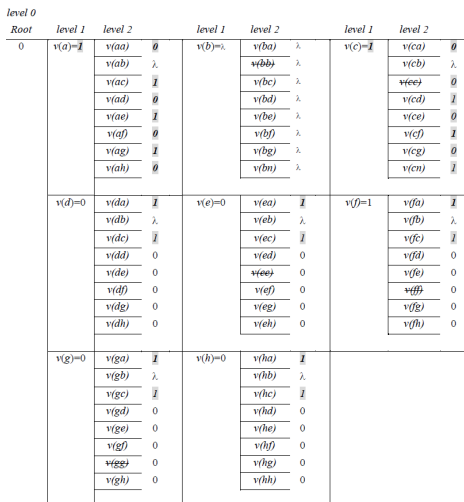 level 0
Root level 1 level 2 level 1 level 2 level 1 level 2
0 v(a)=1 v(aa) 0 v(b)=λ v(ba) λ v(c)=1 v(ca) 0
v(ab) λ v(bb) λ v(cb) λ
v(ac) 1 v(bc) λ v(cc) 0
v(ad) 0 v(bd) λ v(cd) 1
v(ae) 1 v(be) λ v(ce) 0
v(af) 0 v(bf) λ v(cf) 1
v(ag) 1 v(bg) λ v(cg) 0
v(ah) 0 v(bn) λ v(cn) 1
v(d)=0 v(da) 1 v(e)=0 v(ea) 1 v(f)=1 v(fa) 1
v(db) λ v(eb) λ v(fb) λ
v(dc) 1 v(ec) 1 v(fc) 1
v(dd) 0 v(ed) 0 v(fd) 0
v(de) 0 v(ee) 0 v(fe) 0
v(df) 0 v(ef) 0 v(ff) 0
v(dg) 0 v(eg) 0 v(fg) 0
v(dh) 0 v(eh) 0 v(fh) 0
v(g)=0 v(ga) 1 v(h)=0 v(ha) 1
v(gb) λ v(hb) λ
v(gc) 1 v(hc) 1
v(gd) 0 v(hd) 0
v(ge) 0 v(he) 0
v(gf) 0 v(hf) 0
v(gg) 0 v(hg) 0
v(gh) 0 v(hh) 0